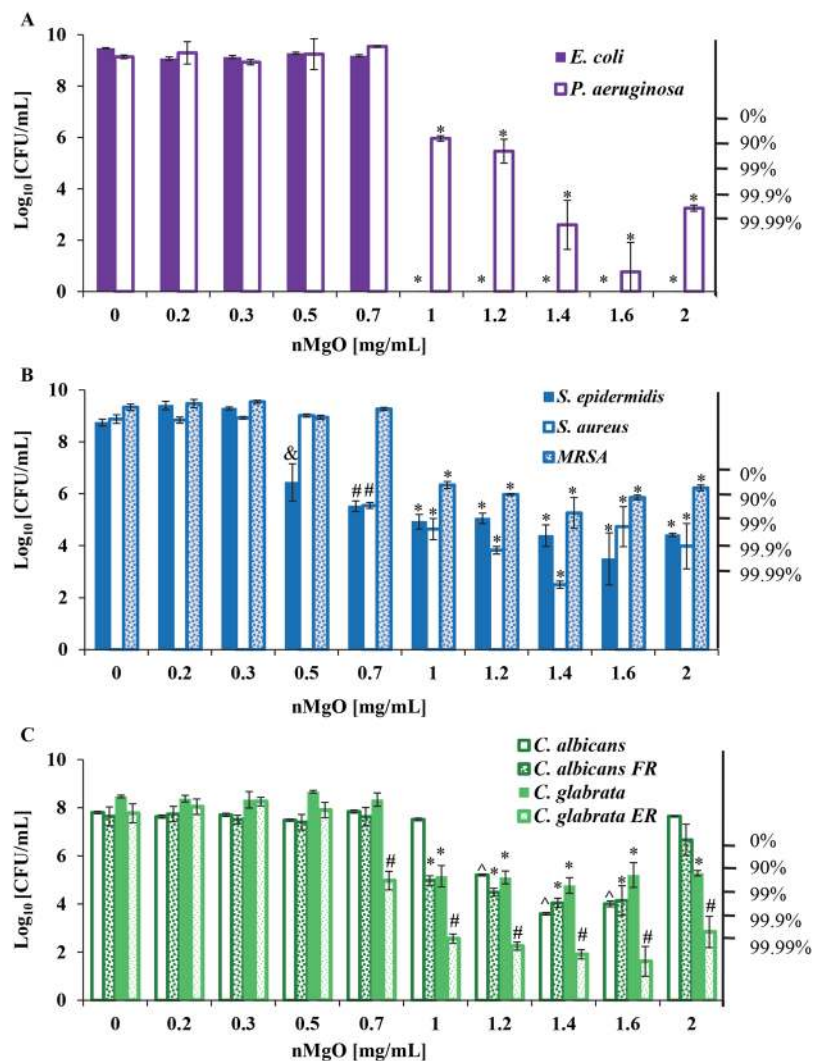 A
10
8
6
4
2
0
Log₁₀ [CFU/mL]
E. coli
P. aeruginosa
0%
90%
99%
99.9%
99.99%
* * * * * * * * * *
0 0.2 0.3 0.5 0.7 1 1.2 1.4 1.6 2
nMgO [mg/mL]
B
10
8
6
4
2
0
Log₁₀ [CFU/mL]
S. epidermidis
S. aureus
MRSA
0%
90%
99%
99.9%
99.99%
& # # * * * * * * * * * * * * * * *
0 0.2 0.3 0.5 0.7 1 1.2 1.4 1.6 2
nMgO [mg/mL]
C
10
8
6
4
2
0
Log₁₀ [CFU/mL]
C. albicans
C. albicans FR
C. glabrata
C. glabrata ER
0%
90%
99%
99.9%
99.99%
# * * # ^ * * # ^ * * # ^ * * # * #
0 0.2 0.3 0.5 0.7 1 1.2 1.4 1.6 2
nMgO [mg/mL]